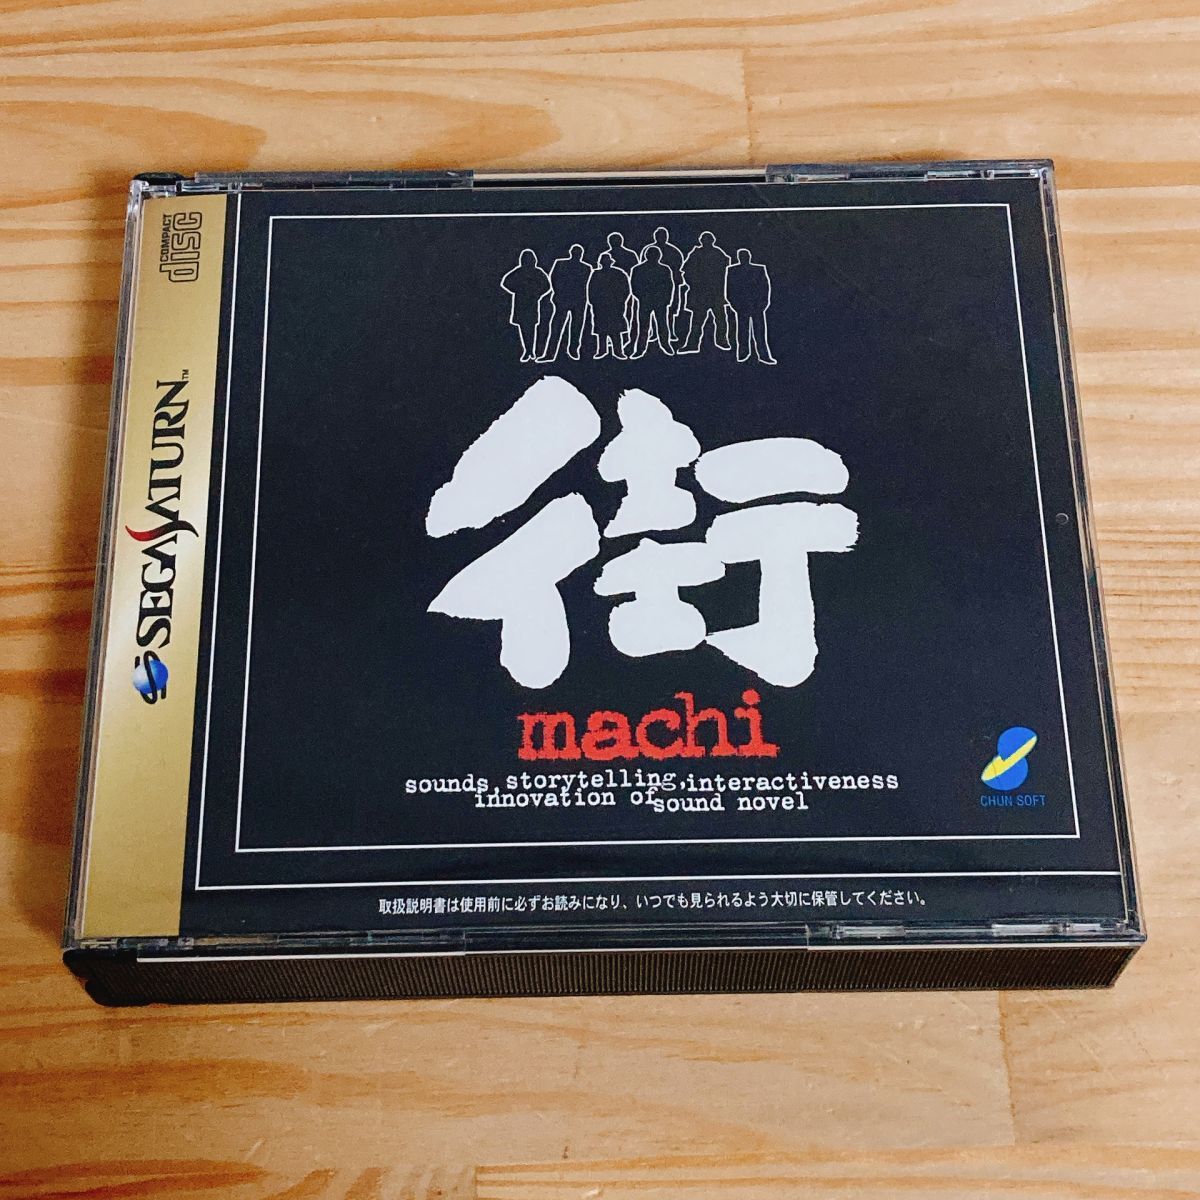 COMPACT
disc
SEGA SATURN™
街
machi
sounds, storytelling, interactiveness
innovation of sound novel
CHUN SOFT
取扱説明書は使用前に必ずお読みになり、いつでも見られるよう大切に保管してください。